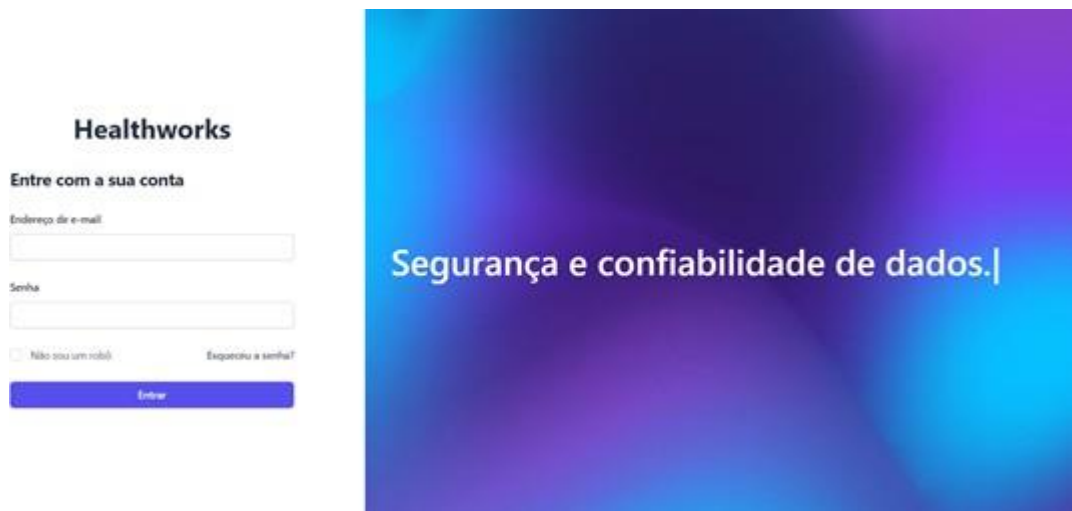 Healthworks
Entre com a sua conta
Endereço de e-mail
Senha
Não sou um robô
Esqueceu a senha?
Entrar
Segurança e confiabilidade de dados.|